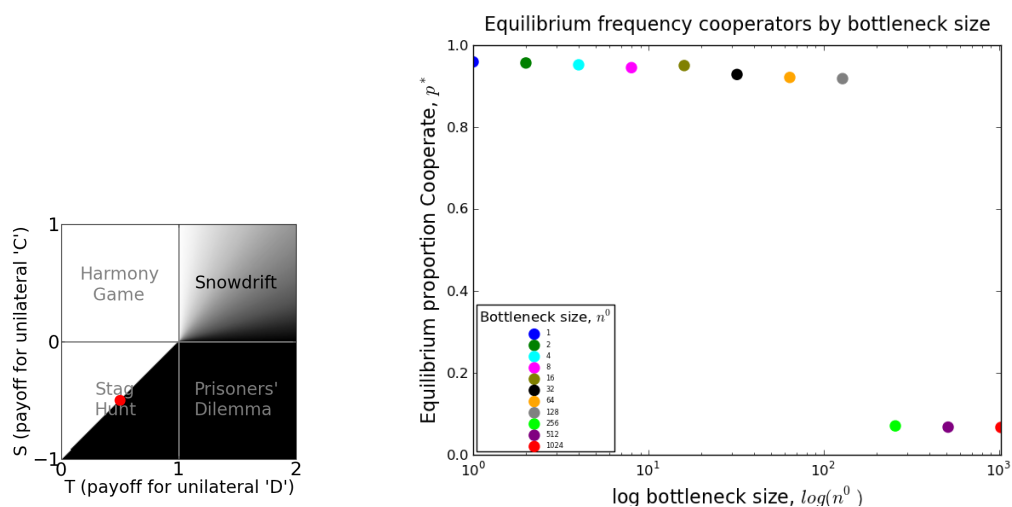 1
0
−1
0
1
2
S (payoff for unilateral 'C')
T (payoff for unilateral 'D')
Harmony
Game
Snowdrift
Stag
Hunt
Prisoners'
Dilemma
Equilibrium frequency cooperators by bottleneck size
Equilibrium proportion Cooperate, p*
1.0
0.8
0.6
0.4
0.2
0.0
Bottleneck size, n⁰
1
2
4
8
16
32
64
128
256
512
1024
10⁰
10¹
10²
10³
log bottleneck size, log(n⁰ )